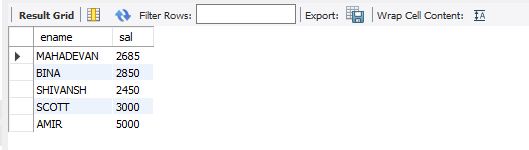 Result Grid Filter Rows: Export: Wrap Cell Content: IA
ename sal
MAHADEVAN 2685
BINA 2850
SHIVANSH 2450
SCOTT 3000
AMIR 5000